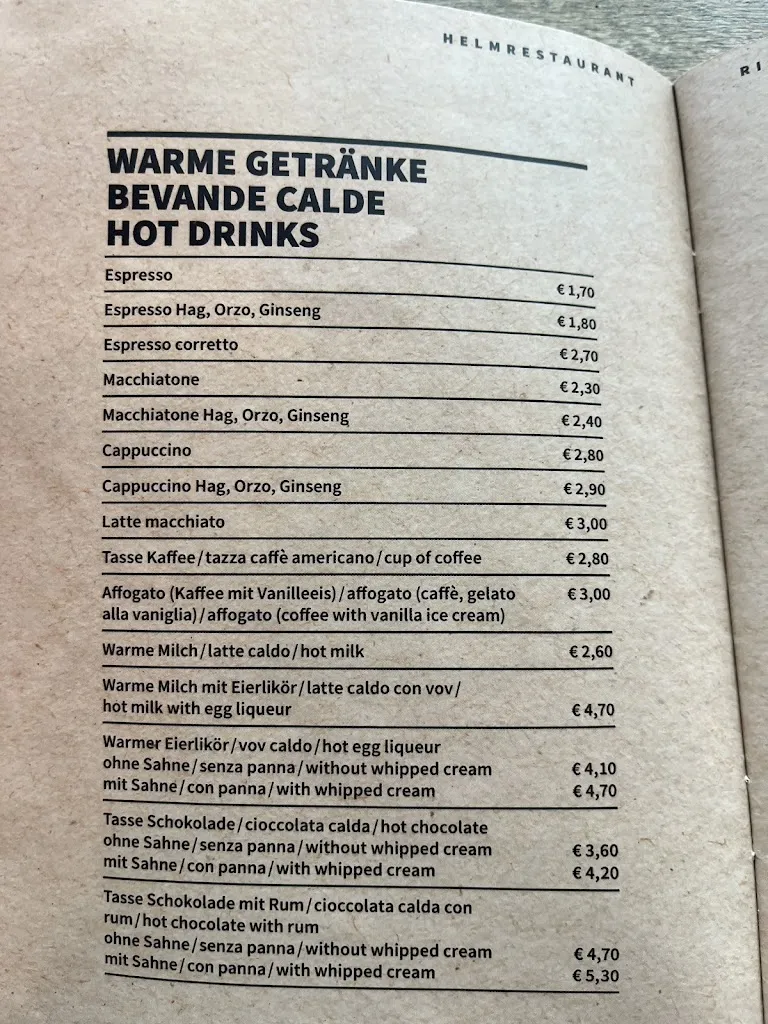 HELMRESTAURANT
RI
WARME GETRÄNKE
BEVANDE CALDE
HOT DRINKS
Espresso € 1,70
Espresso Hag, Orzo, Ginseng € 1,80
Espresso corretto € 2,70
Macchiatone € 2,30
Macchiatone Hag, Orzo, Ginseng € 2,40
Cappuccino € 2,80
Cappuccino Hag, Orzo, Ginseng € 2,90
Latte macchiato € 3,00
Tasse Kaffee/tazza caffè americano/cup of coffee € 2,80
Affogato (Kaffee mit Vanilleeis)/affogato (caffè, gelato € 3,00
alla vaniglia)/affogato (coffee with vanilla ice cream)
Warme Milch/latte caldo/hot milk € 2,60
Warme Milch mit Eierlikör/latte caldo con vov/
hot milk with egg liqueur € 4,70
Warmer Eierlikör/vov caldo/hot egg liqueur
ohne Sahne/senza panna/without whipped cream € 4,10
mit Sahne/con panna/with whipped cream € 4,70
Tasse Schokolade/cioccolata calda/hot chocolate
ohne Sahne/senza panna/without whipped cream € 3,60
mit Sahne/con panna/with whipped cream € 4,20
Tasse Schokolade mit Rum/cioccolata calda con
rum/hot chocolate with rum
ohne Sahne/senza panna/without whipped cream € 4,70
mit Sahne/con panna/with whipped cream € 5,30